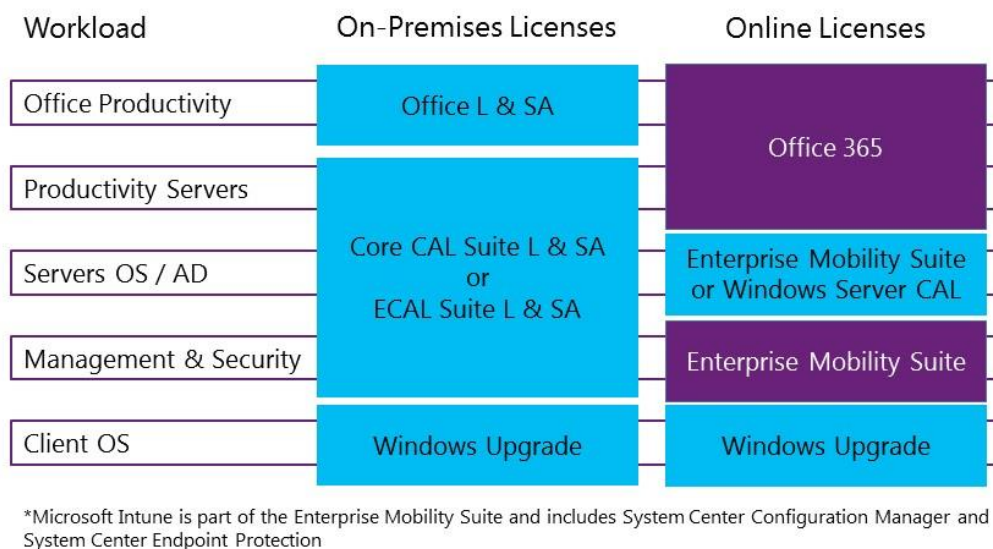 Workload On-Premises Licenses Online Licenses
Office Productivity Office L & SA
Office 365
Productivity Servers
Core CAL Suite L & SA
or
ECAL Suite L & SA
Servers OS / AD
Enterprise Mobility Suite
or Windows Server CAL
Management & Security Enterprise Mobility Suite
Client OS Windows Upgrade Windows Upgrade
*Microsoft Intune is part of the Enterprise Mobility Suite and includes System Center Configuration Manager and
System Center Endpoint Protection